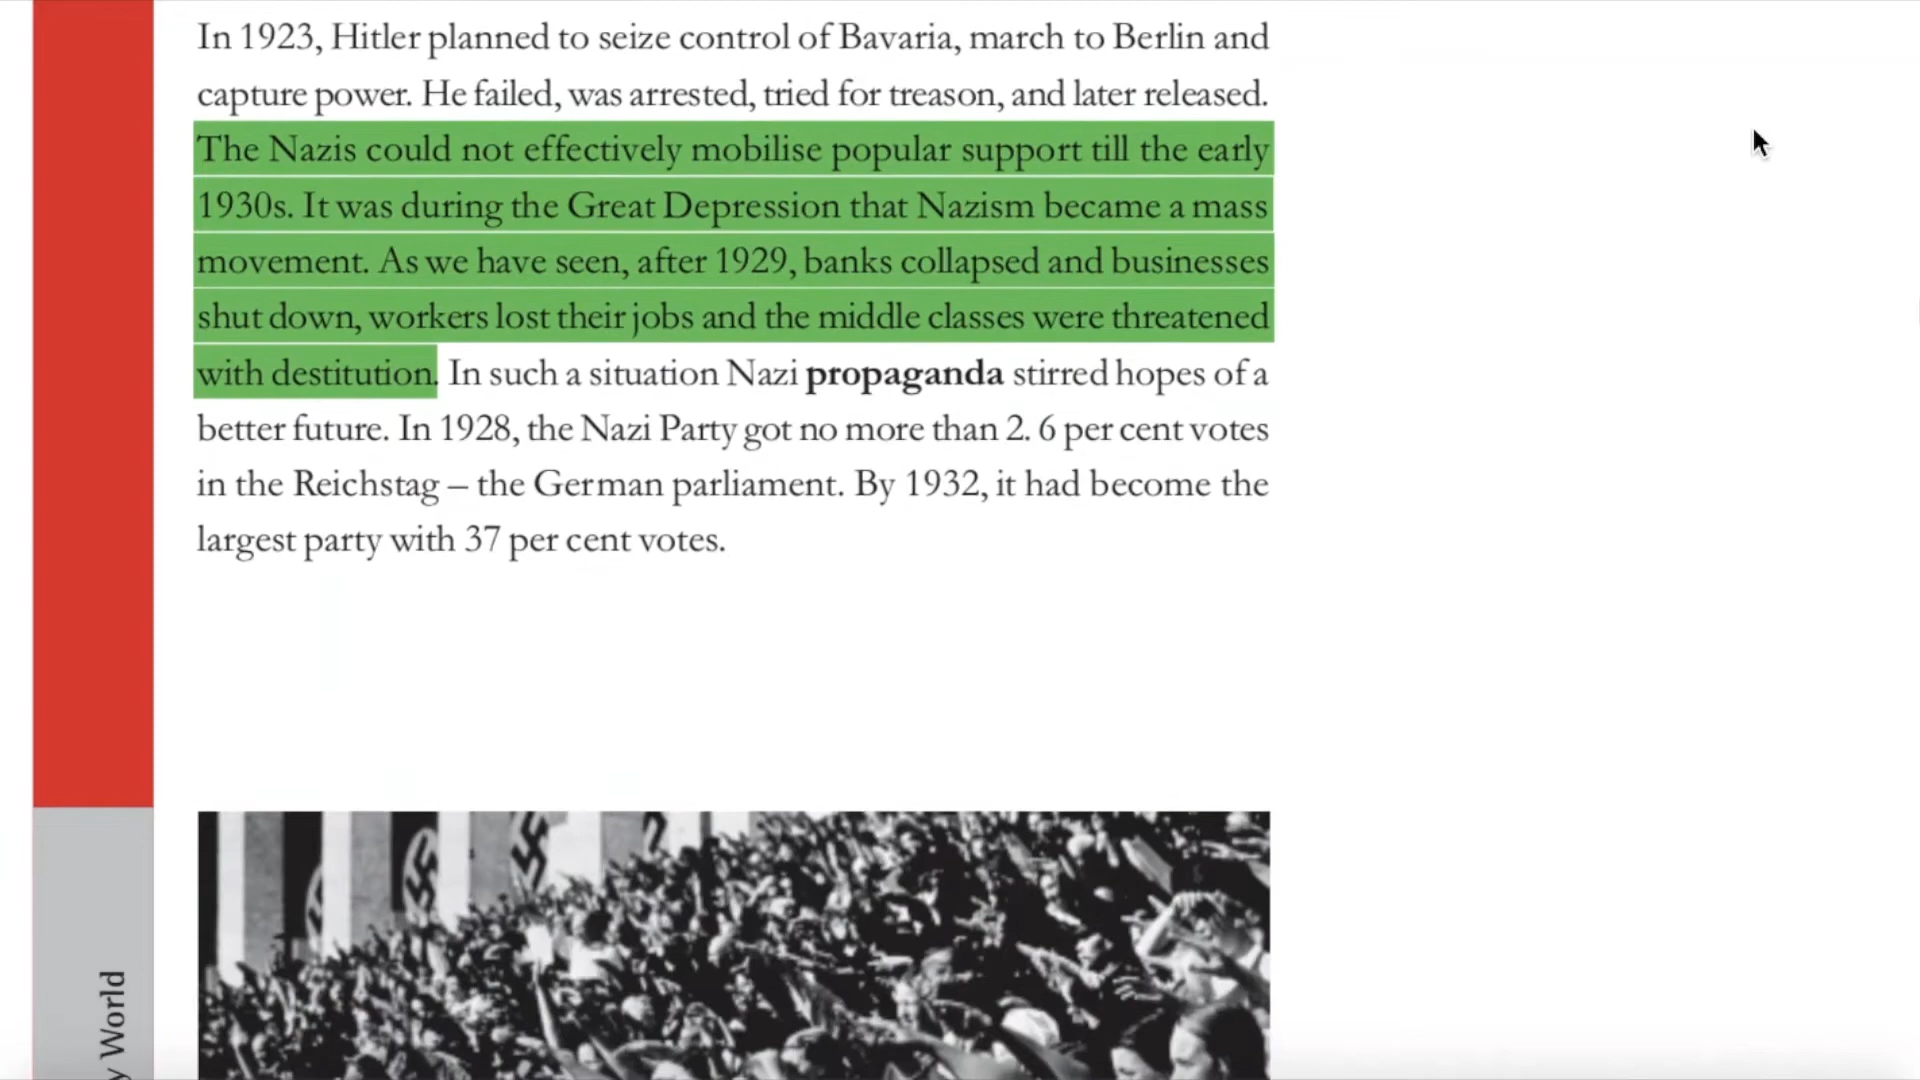 In 1923, Hitler planned to seize control of Bavaria, march to Berlin and
capture power. He failed, was arrested, tried for treason, and later released.
The Nazis could not effectively mobilise popular support till the early
1930s. It was during the Great Depression that Nazism became a mass
movement. As we have seen, after 1929, banks collapsed and businesses
shut down, workers lost their jobs and the middle classes were threatened
with destitution. In such a situation Nazi propaganda stirred hopes of a
better future. In 1928, the Nazi Party got no more than 2. 6 per cent votes
in the Reichstag – the German parliament. By 1932, it had become the
largest party with 37 per cent votes.
y World